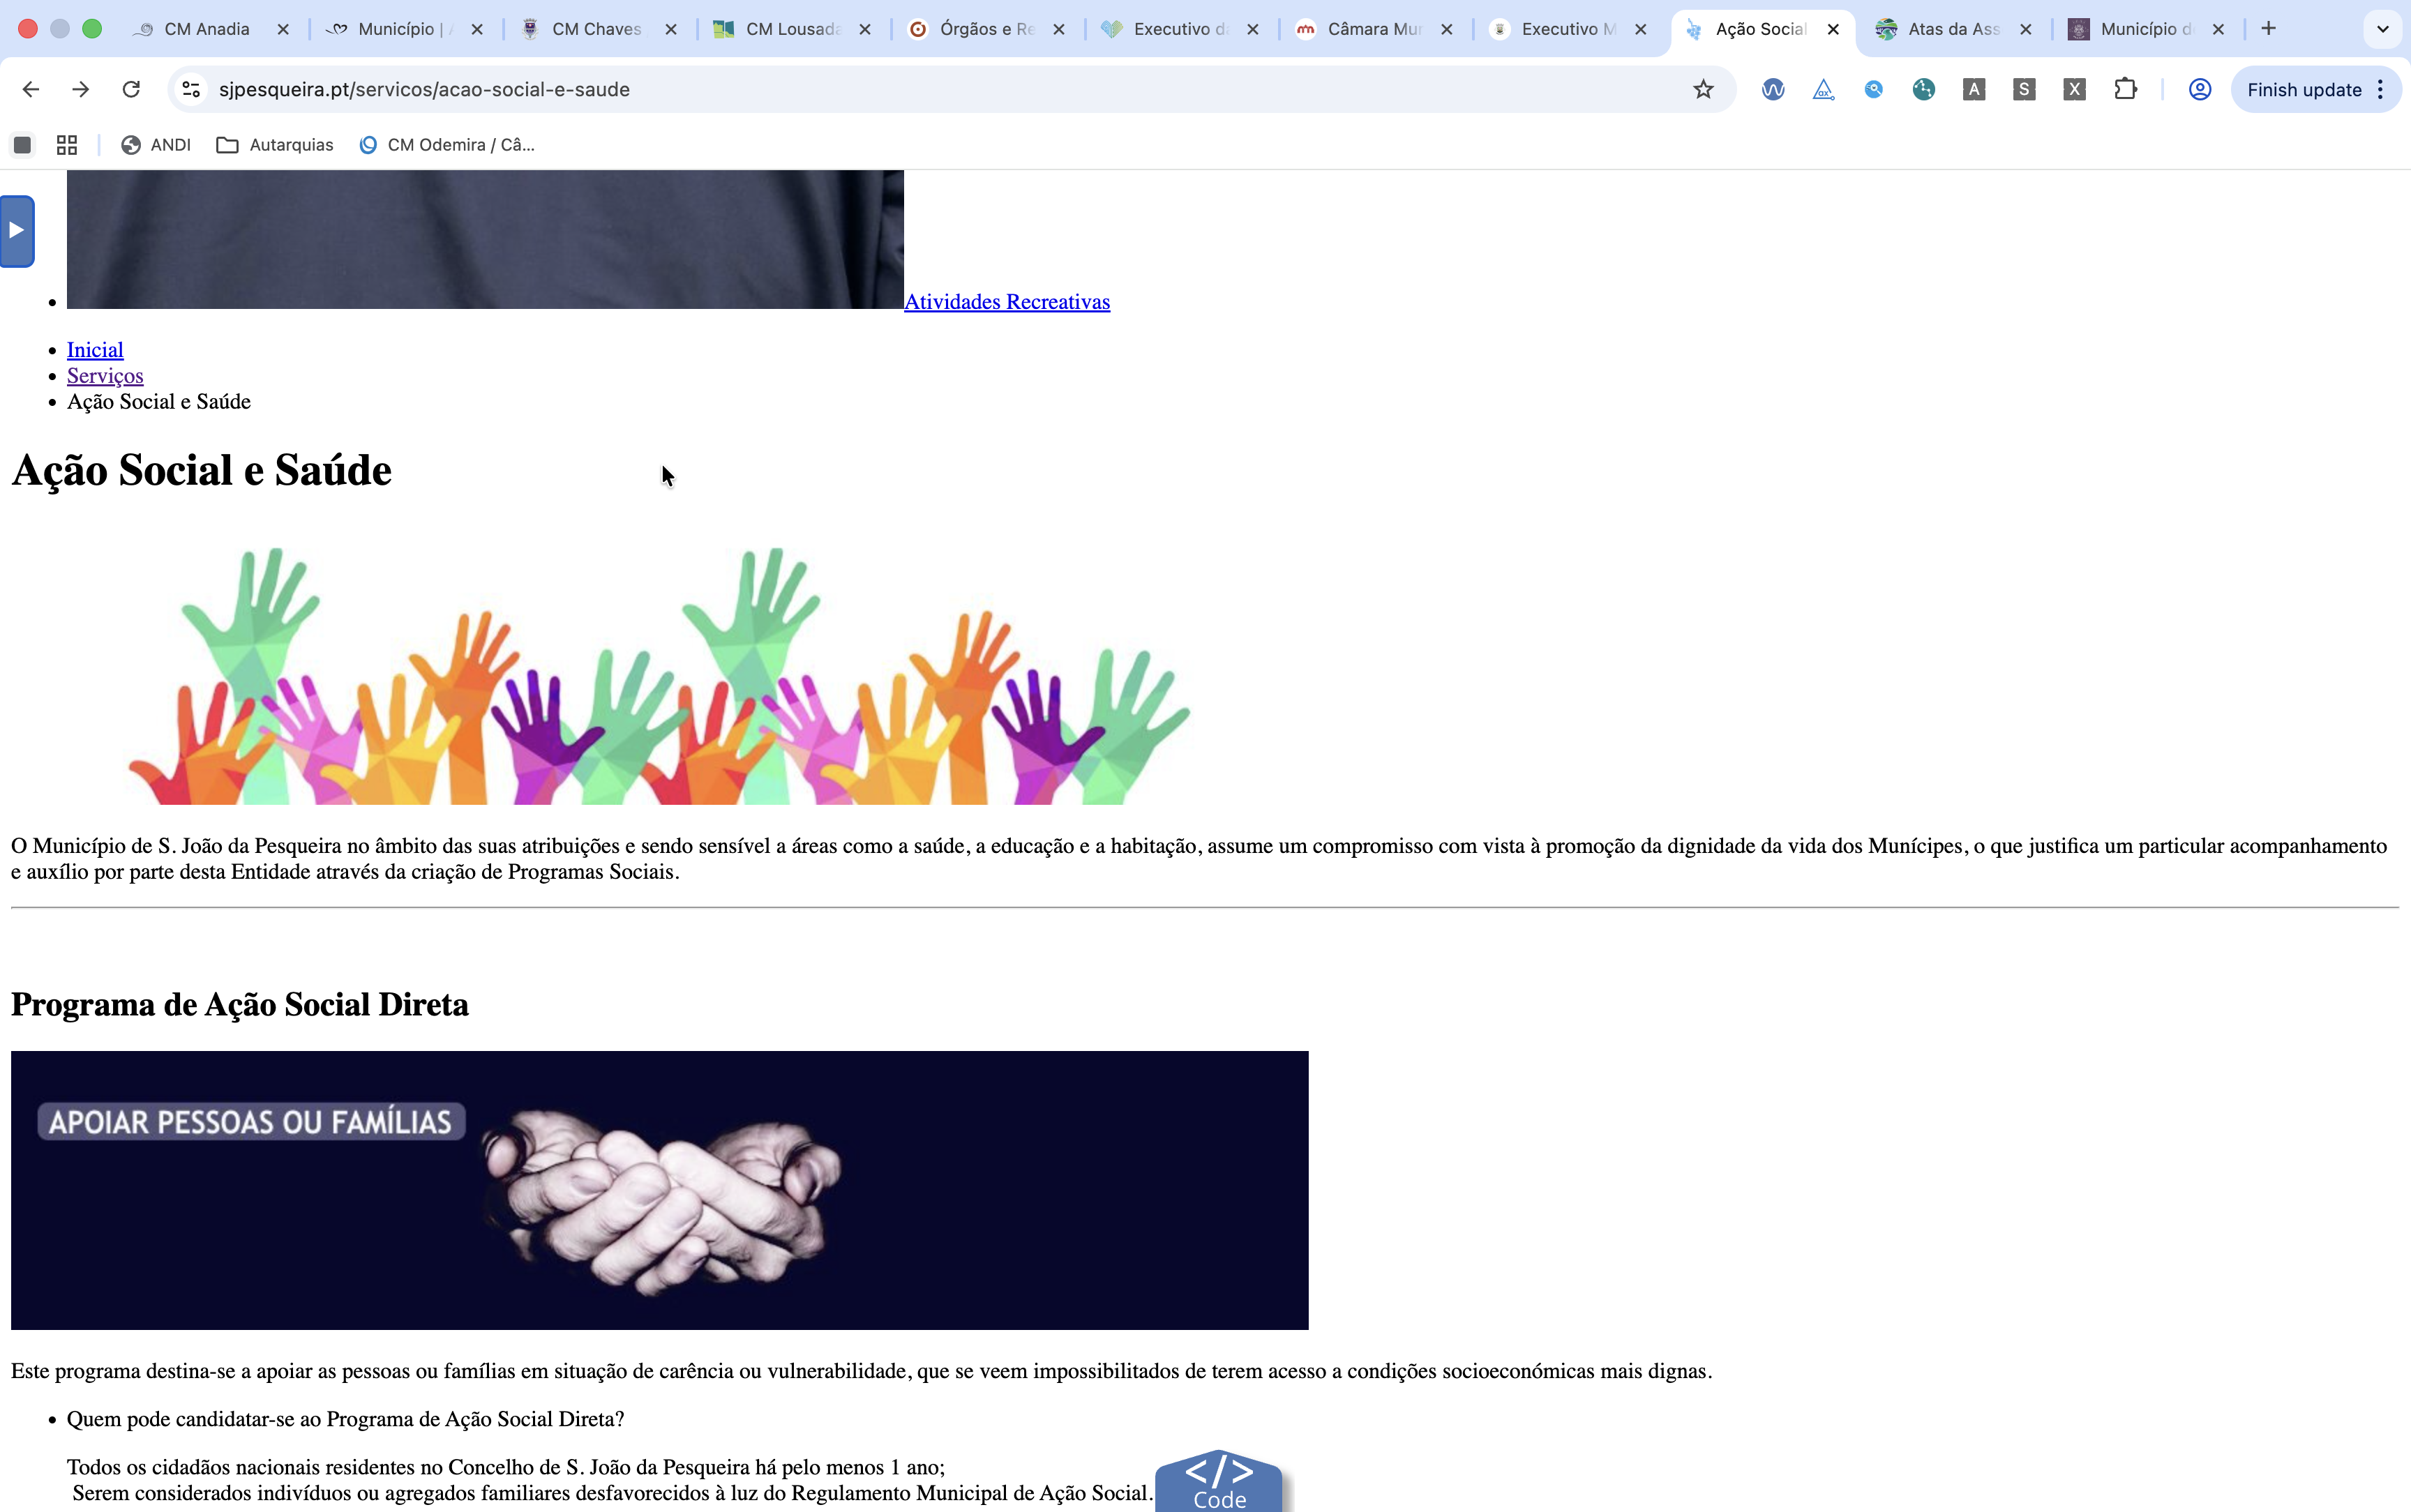 CM Anadia
Município | A
CM Chaves
CM Lousada
Órgãos e Re
Executivo d
Câmara Mun
Executivo M
Ação Social
Atas da Ass
Município d
sjpesqueira.pt/servicos/acao-social-e-saude
A
S
X
Finish update
ANDI
Autarquias
CM Odemira / Câ...
Atividades Recreativas
Inicial
Serviços
Ação Social e Saúde
Ação Social e Saúde
O Município de S. João da Pesqueira no âmbito das suas atribuições e sendo sensível a áreas como a saúde, a educação e a habitação, assume um compromisso com vista à promoção da dignidade da vida dos Munícipes, o que justifica um particular acompanhamento
e auxílio por parte desta Entidade através da criação de Programas Sociais.
Programa de Ação Social Direta
APOIAR PESSOAS OU FAMÍLIAS
Este programa destina-se a apoiar as pessoas ou famílias em situação de carência ou vulnerabilidade, que se veem impossibilitados de terem acesso a condições socioeconómicas mais dignas.
Quem pode candidatar-se ao Programa de Ação Social Direta?
Todos os cidadãos nacionais residentes no Concelho de S. João da Pesqueira há pelo menos 1 ano;
Serem considerados indivíduos ou agregados familiares desfavorecidos à luz do Regulamento Municipal de Ação Social.
</>
Code